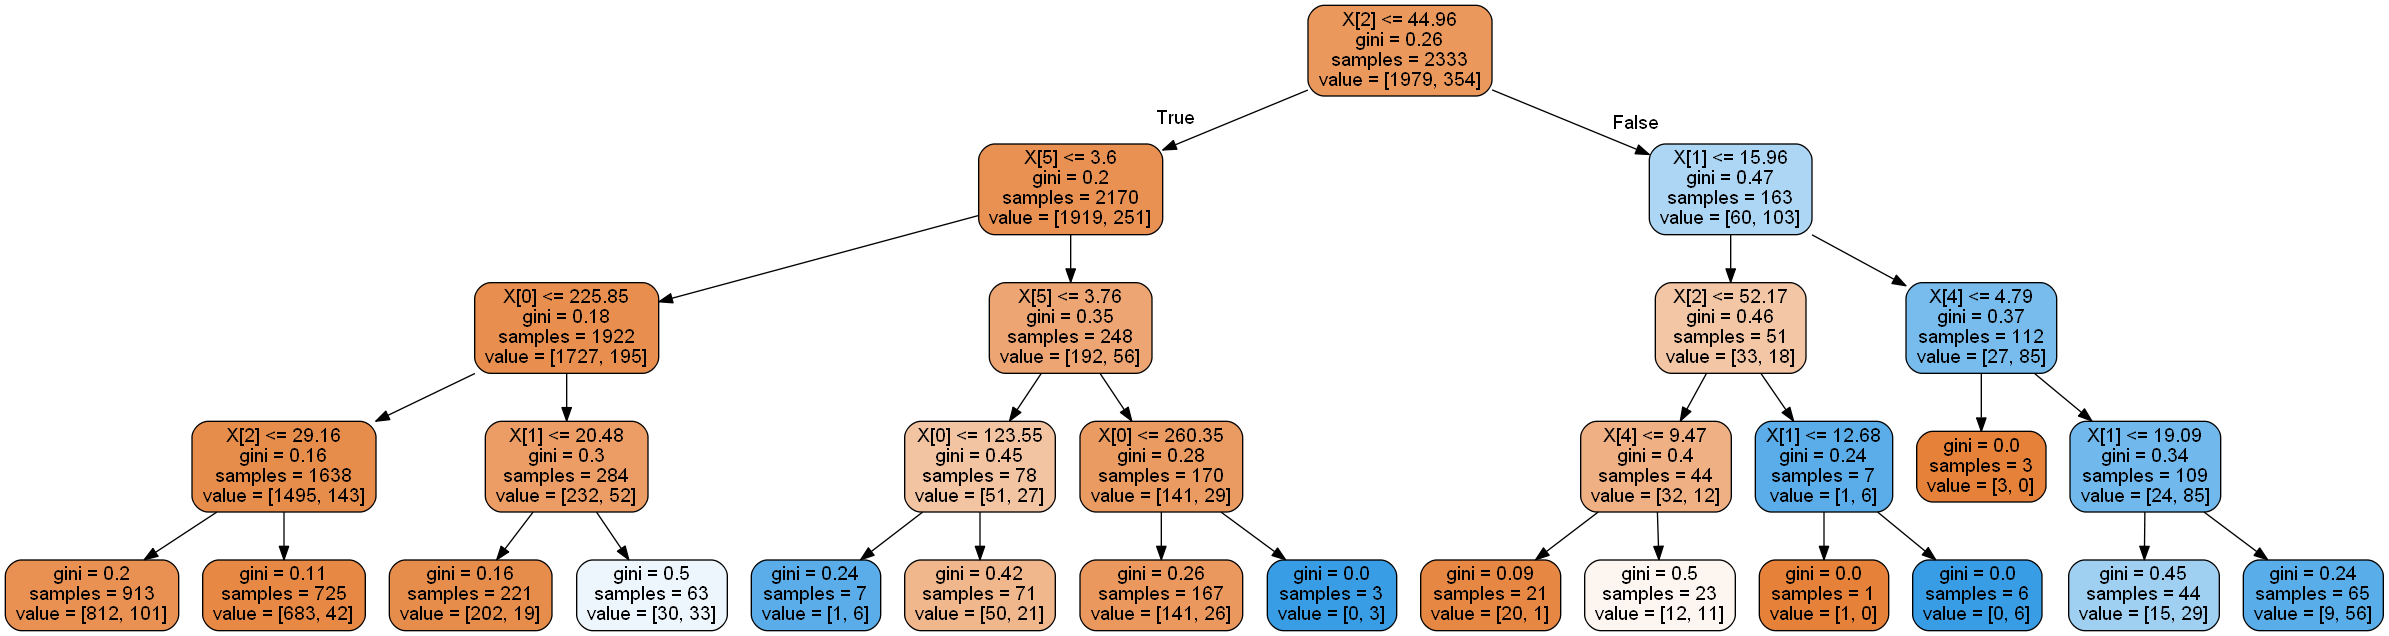 X[2] <= 44.96
gini = 0.26
samples = 2333
value = [1979, 354]
True
False
X[5] <= 3.6
gini = 0.2
samples = 2170
value = [1919, 251]
X[1] <= 15.96
gini = 0.47
samples = 163
value = [60, 103]
X[0] <= 225.85
gini = 0.18
samples = 1922
value = [1727, 195]
X[5] <= 3.76
gini = 0.35
samples = 248
value = [192, 56]
X[2] <= 52.17
gini = 0.46
samples = 51
value = [33, 18]
X[4] <= 4.79
gini = 0.37
samples = 112
value = [27, 85]
X[2] <= 29.16
gini = 0.16
samples = 1638
value = [1495, 143]
X[1] <= 20.48
gini = 0.3
samples = 284
value = [232, 52]
X[0] <= 123.55
gini = 0.45
samples = 78
value = [51, 27]
X[0] <= 260.35
gini = 0.28
samples = 170
value = [141, 29]
X[4] <= 9.47
gini = 0.4
samples = 44
value = [32, 12]
X[1] <= 12.68
gini = 0.24
samples = 7
value = [1, 6]
gini = 0.0
samples = 3
value = [3, 0]
X[1] <= 19.09
gini = 0.34
samples = 109
value = [24, 85]
gini = 0.2
samples = 913
value = [812, 101]
gini = 0.11
samples = 725
value = [683, 42]
gini = 0.16
samples = 221
value = [202, 19]
gini = 0.5
samples = 63
value = [30, 33]
gini = 0.24
samples = 7
value = [1, 6]
gini = 0.42
samples = 71
value = [50, 21]
gini = 0.26
samples = 167
value = [141, 26]
gini = 0.0
samples = 3
value = [0, 3]
gini = 0.09
samples = 21
value = [20, 1]
gini = 0.5
samples = 23
value = [12, 11]
gini = 0.0
samples = 1
value = [1, 0]
gini = 0.0
samples = 6
value = [0, 6]
gini = 0.45
samples = 44
value = [15, 29]
gini = 0.24
samples = 65
value = [9, 56]